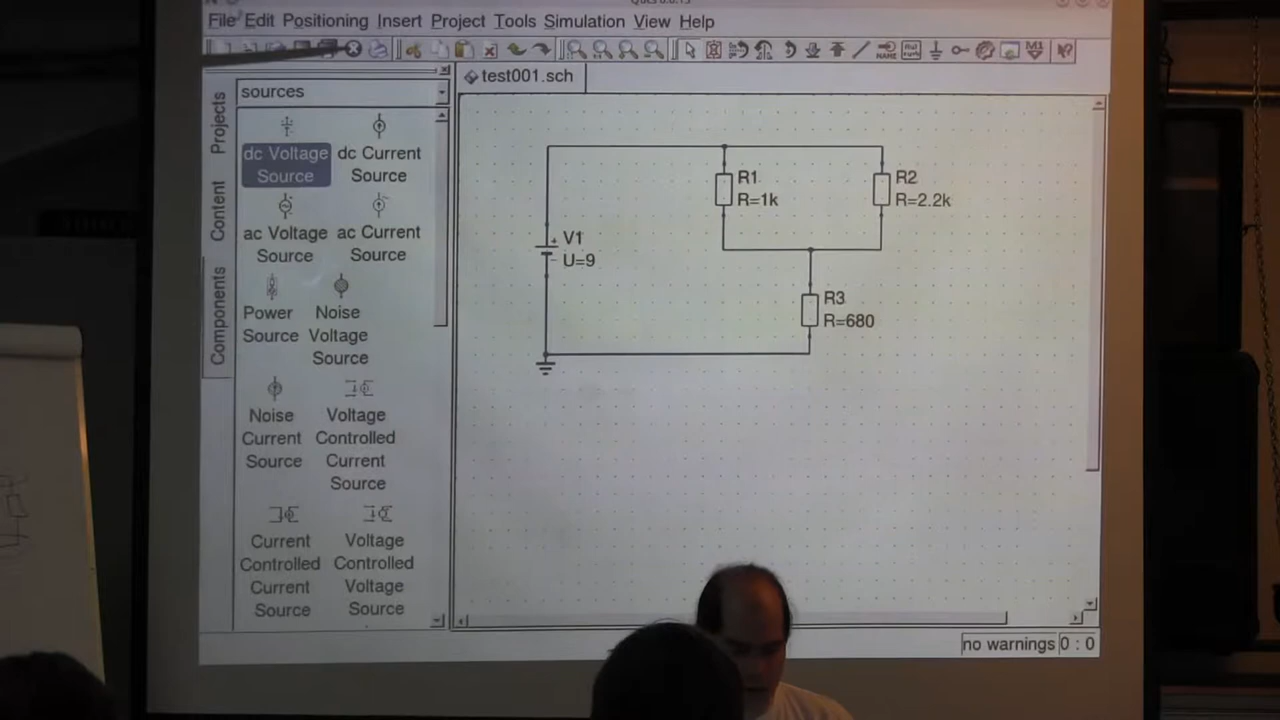 File Edit Positioning Insert Project Tools Simulation View Help
test001.sch
Projects
Content
Components
sources
dc Voltage
Source
dc Current
Source
ac Voltage
Source
ac Current
Source
Power
Source
Noise
Voltage
Source
Noise
Current
Source
Voltage
Controlled
Current
Source
Current
Controlled
Current
Source
Voltage
Controlled
Voltage
Source
V1
U=9
R1
R=1k
R2
R=2.2k
R3
R=680
no warnings 0 : 0